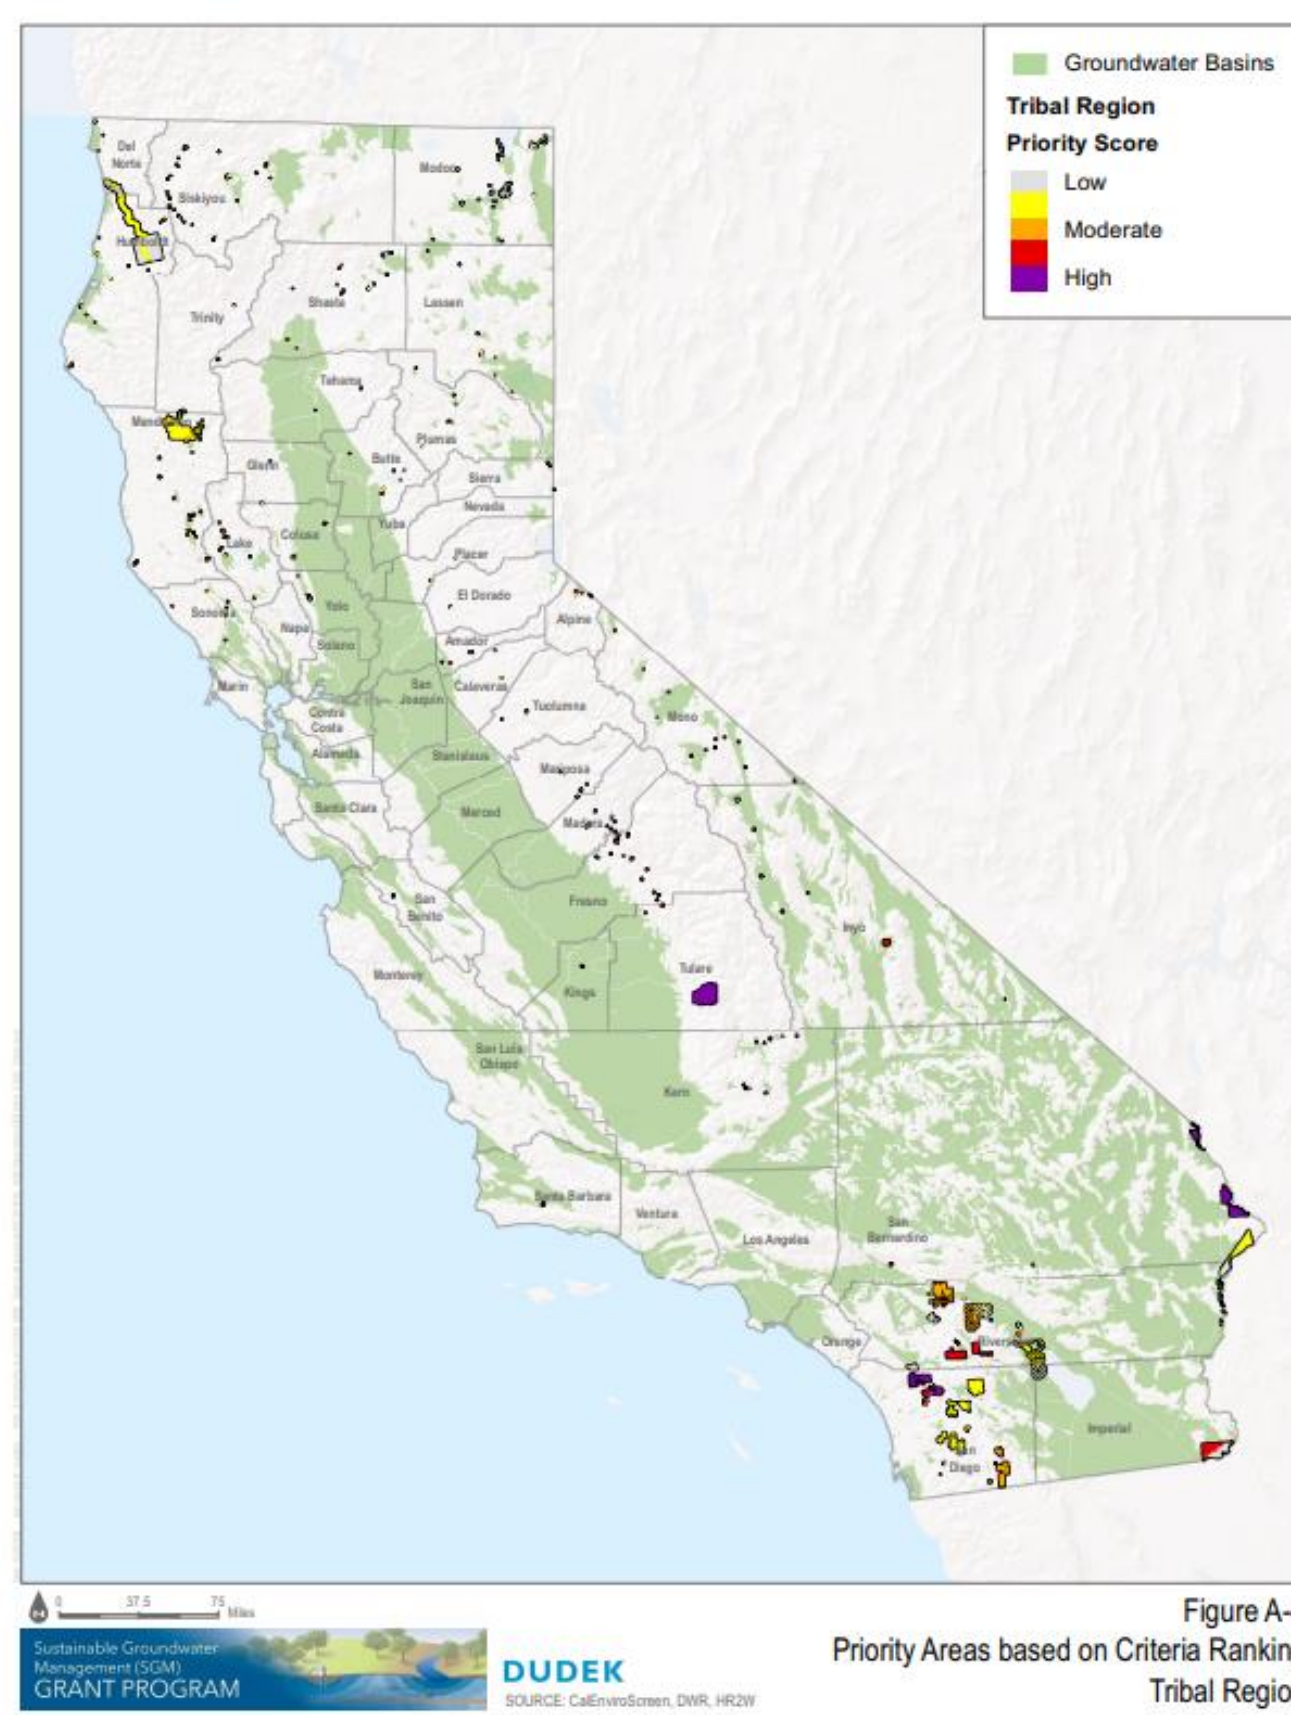 Groundwater Basins
Tribal Region
Priority Score
Low
Moderate
High
Del
Norte
Siskiyou
Modoc
Humboldt
Trinity
Shasta
Lassen
Tehama
Plumas
Glenn
Butte
Sierra
Nevada
Yuba
Colusa
Lake
Placer
El Dorado
Yolo
Sonoma
Napa
Alpine
Solano
Amador
Marin
San
Joaquin
Calaveras
Contra
Costa
Tuolumne
Mono
Alameda
Stanislaus
Mariposa
Santa Clara
Merced
Madera
San
Benito
Fresno
Inyo
Monterey
Kings
Tulare
San Luis
Obispo
Kern
Santa Barbara
Ventura
Los Angeles
San
Bernardino
Orange
Imperial
San
Diego
0 37.5 75
Miles
Figure A-
Priority Areas based on Criteria Rankin
Tribal Regio
Sustainable Groundwater
Management (SGM)
GRANT PROGRAM
DUDEK
SOURCE: CalEnviroScreen, DWR, HR2W